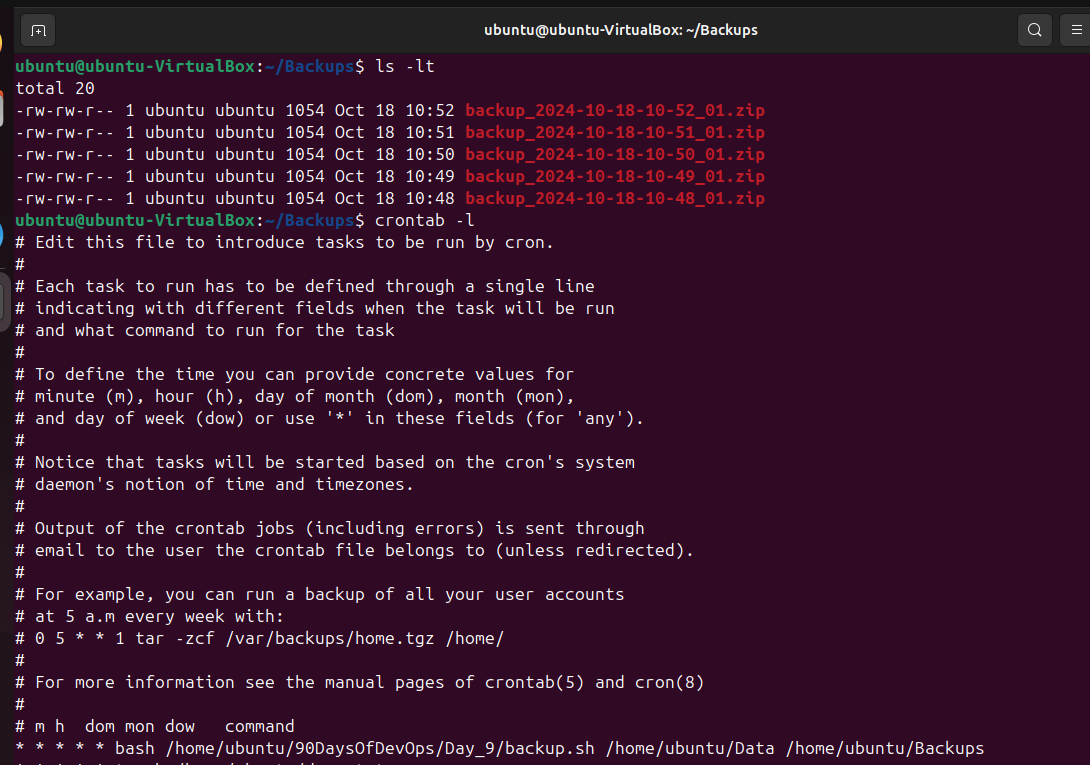 ubuntu@ubuntu-VirtualBox: ~/Backups
ubuntu@ubuntu-VirtualBox:~/Backups$ ls -lt
total 20
-rw-rw-r-- 1 ubuntu ubuntu 1054 Oct 18 10:52 backup_2024-10-18-10-52_01.zip
-rw-rw-r-- 1 ubuntu ubuntu 1054 Oct 18 10:51 backup_2024-10-18-10-51_01.zip
-rw-rw-r-- 1 ubuntu ubuntu 1054 Oct 18 10:50 backup_2024-10-18-10-50_01.zip
-rw-rw-r-- 1 ubuntu ubuntu 1054 Oct 18 10:49 backup_2024-10-18-10-49_01.zip
-rw-rw-r-- 1 ubuntu ubuntu 1054 Oct 18 10:48 backup_2024-10-18-10-48_01.zip
ubuntu@ubuntu-VirtualBox:~/Backups$ crontab -l
# Edit this file to introduce tasks to be run by cron.
#
# Each task to run has to be defined through a single line
# indicating with different fields when the task will be run
# and what command to run for the task
#
# To define the time you can provide concrete values for
# minute (m), hour (h), day of month (dom), month (mon),
# and day of week (dow) or use '*' in these fields (for 'any').
#
# Notice that tasks will be started based on the cron's system
# daemon's notion of time and timezones.
#
# Output of the crontab jobs (including errors) is sent through
# email to the user the crontab file belongs to (unless redirected).
#
# For example, you can run a backup of all your user accounts
# at 5 a.m every week with:
# 0 5 * * 1 tar -zcf /var/backups/home.tgz /home/
#
# For more information see the manual pages of crontab(5) and cron(8)
#
# m h  dom mon dow   command
* * * * * bash /home/ubuntu/90DaysOfDevOps/Day_9/backup.sh /home/ubuntu/Data /home/ubuntu/Backups